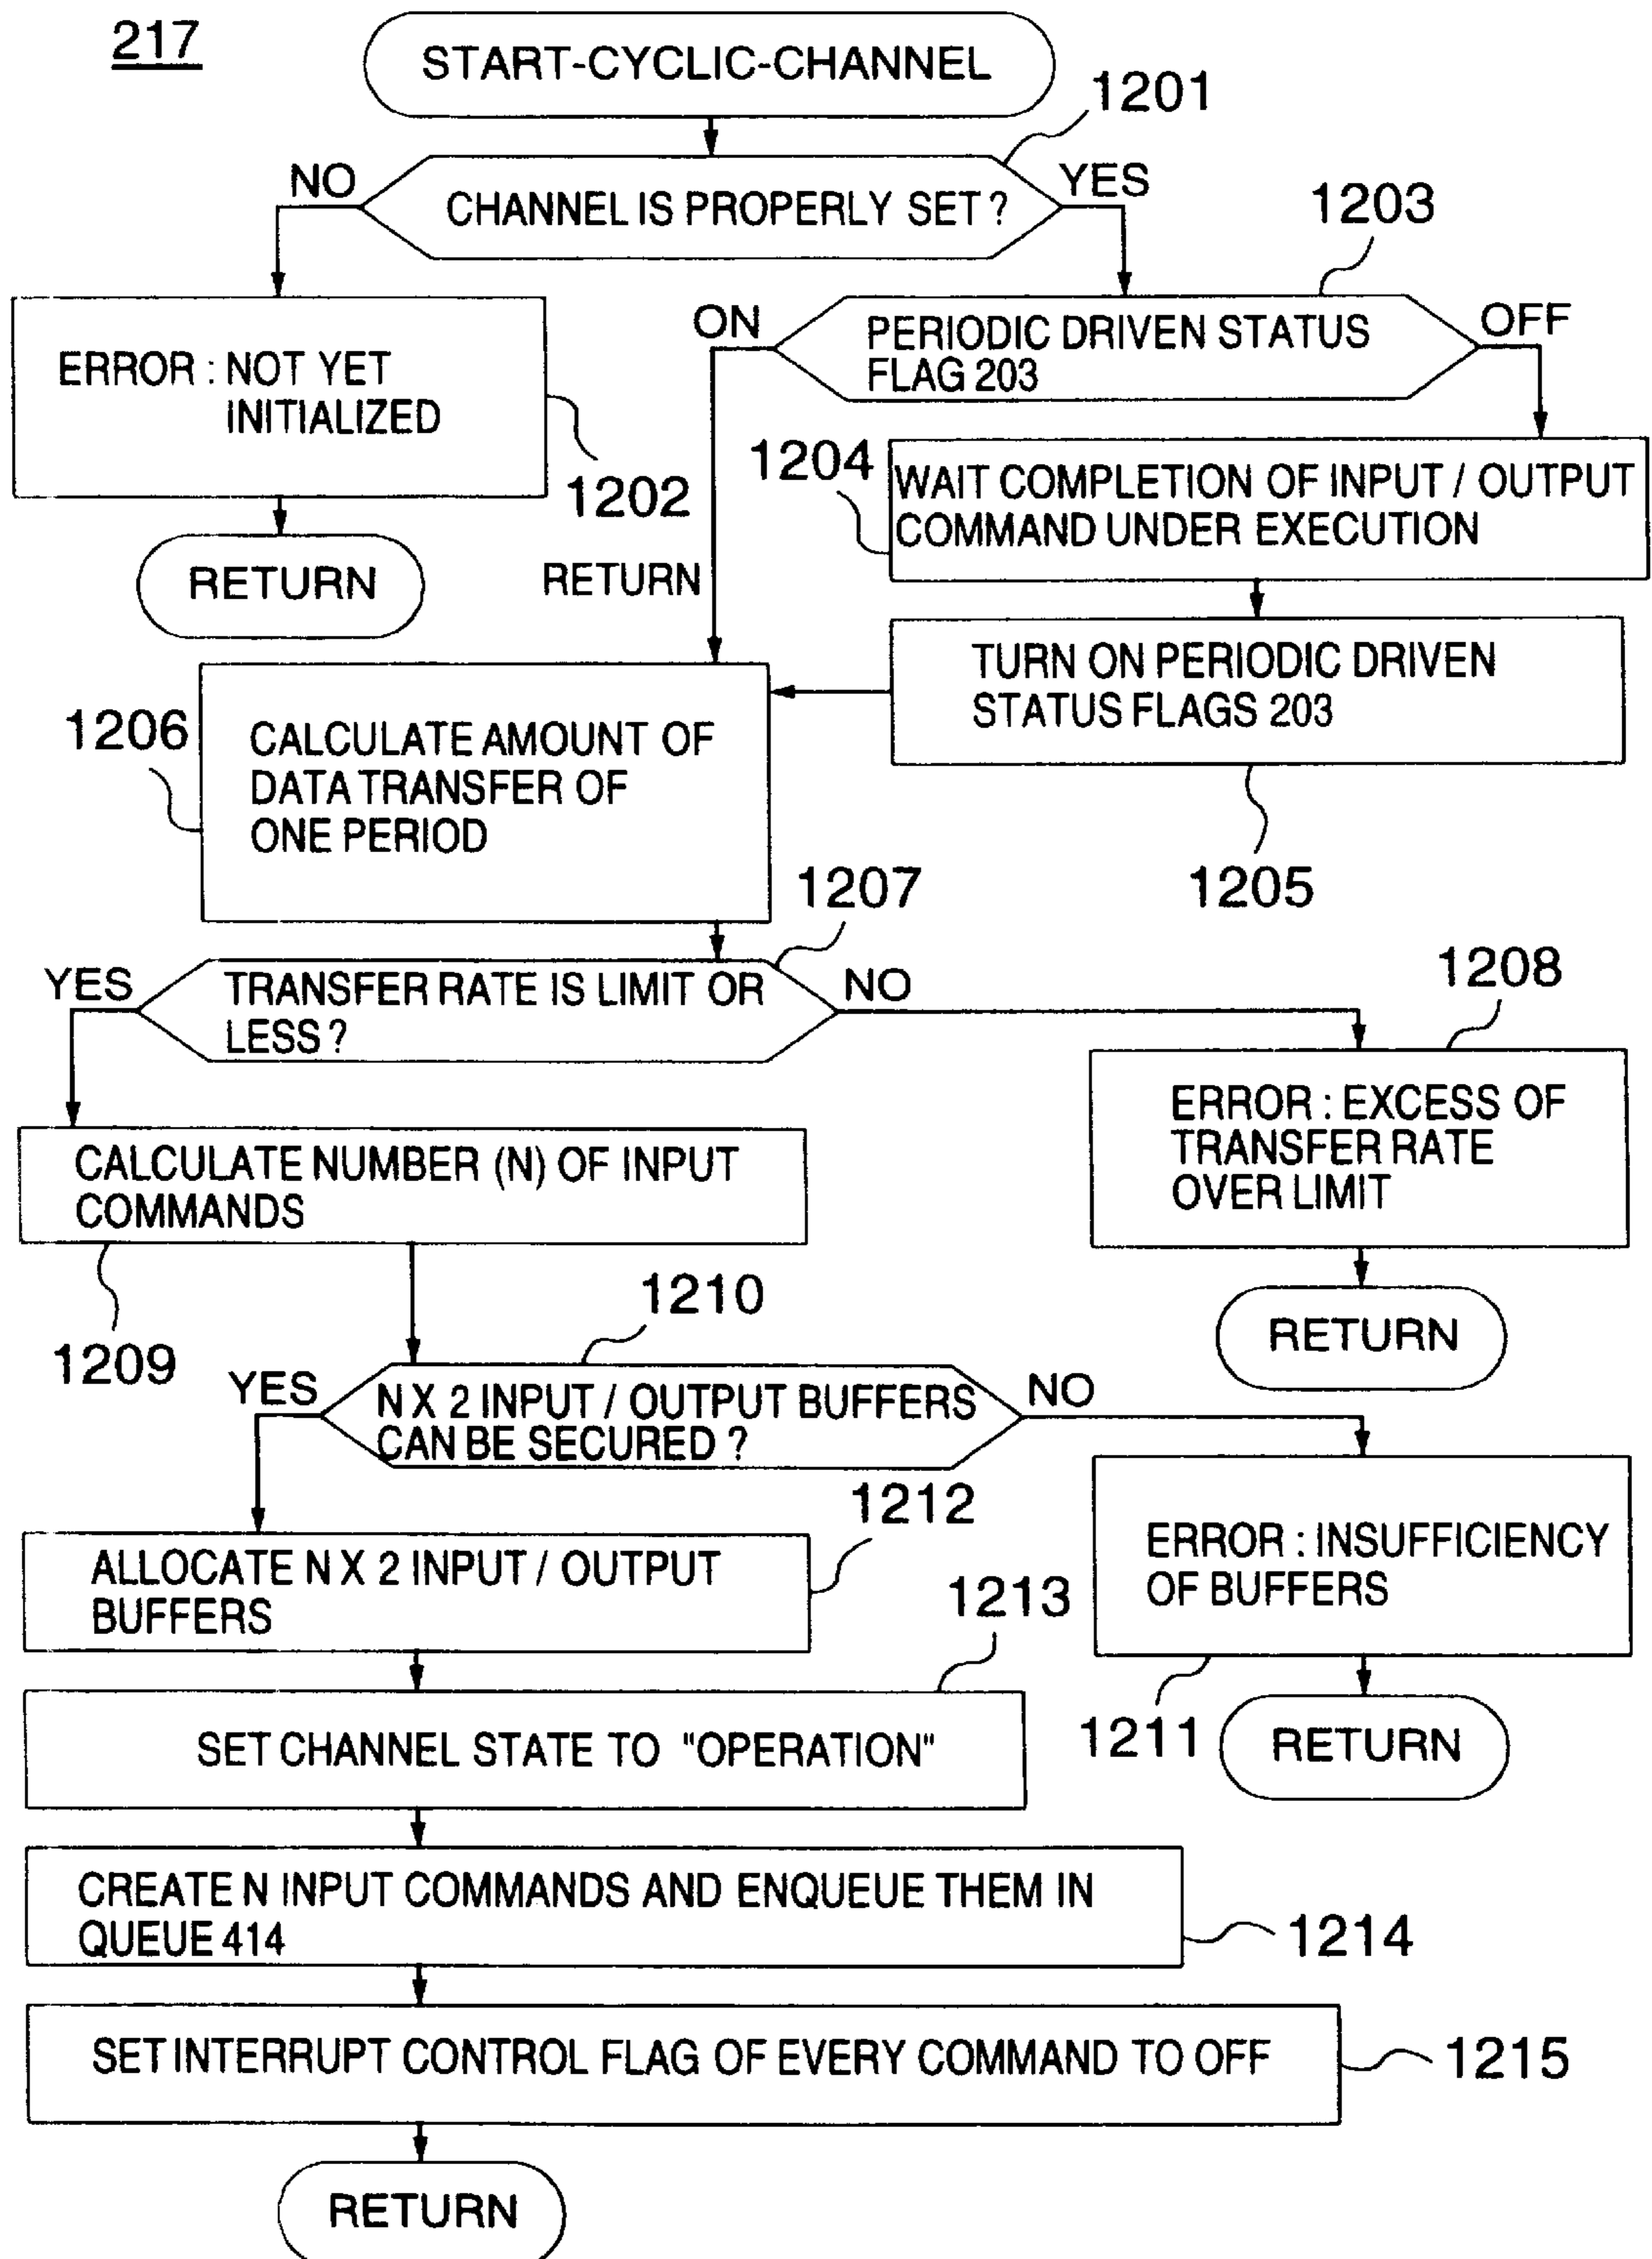 217
START-CYCLIC-CHANNEL
1201
NO
CHANNEL IS PROPERLY SET ?
YES
1203
ERROR : NOT YET
INITIALIZED
1202
RETURN
ON
PERIODIC DRIVEN STATUS
FLAG 203
OFF
1204
WAIT COMPLETION OF INPUT / OUTPUT
COMMAND UNDER EXECUTION
RETURN
TURN ON PERIODIC DRIVEN
STATUS FLAGS 203
1205
1206
CALCULATE AMOUNT OF
DATA TRANSFER OF
ONE PERIOD
1207
YES
TRANSFER RATE IS LIMIT OR
LESS ?
NO
1208
ERROR : EXCESS OF
TRANSFER RATE
OVER LIMIT
RETURN
CALCULATE NUMBER (N) OF INPUT
COMMANDS
1209
1210
YES
N X 2 INPUT / OUTPUT BUFFERS
CAN BE SECURED ?
NO
1212
ERROR : INSUFFICIENCY
OF BUFFERS
1211
RETURN
ALLOCATE N X 2 INPUT / OUTPUT
BUFFERS
1213
SET CHANNEL STATE TO "OPERATION"
CREATE N INPUT COMMANDS AND ENQUEUE THEM IN
QUEUE 414
1214
SET INTERRUPT CONTROL FLAG OF EVERY COMMAND TO OFF
1215
RETURN